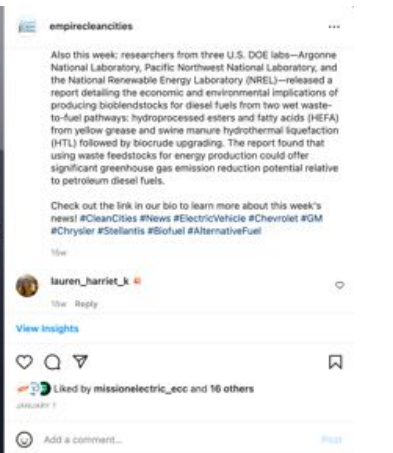 empirecleancities
Also this week: researchers from three U.S. DOE labs—Argonne
National Laboratory, Pacific Northwest National Laboratory, and
the National Renewable Energy Laboratory (NREL)—released a
report detailing the economic and environmental implications of
producing bioblendstocks for diesel fuels from two wet waste-
to-fuel pathways: hydroprocessed esters and fatty acids (HEFA)
from yellow grease and swine manure hydrothermal liquefaction
(HTL) followed by biocrude upgrading. The report found that
using waste feedstocks for energy production could offer
significant greenhouse gas emission reduction potential relative
to petroleum diesel fuels.
Check out the link in our bio to learn more about this week's
news! #CleanCities #News #ElectricVehicle #Chevrolet #GM
#Chrysler #Stellantis #Biofuel #AlternativeFuel
lauren_harriet_k
Reply
View Insights
Liked by missionelectric_ecc and 16 others
JANUARY 7
Add a comment...
Post